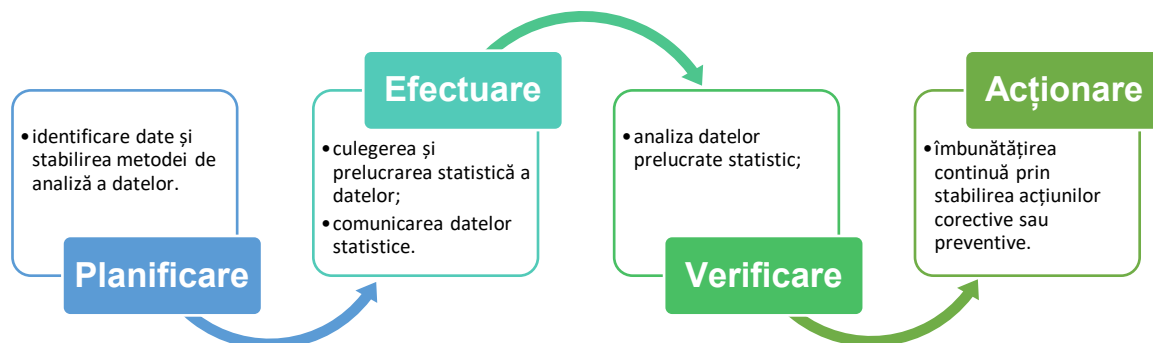 •identificare date și
stabilirea metodei de
analiză a datelor.
Planificare
Efectuare
•culegerea și
prelucrarea statistică a
datelor;
•comunicarea datelor
statistice.
•analiza datelor
prelucrate statistic;
Verificare
Acționare
•îmbunătățirea
continuă prin
stabilirea acțiunilor
corective sau
preventive.